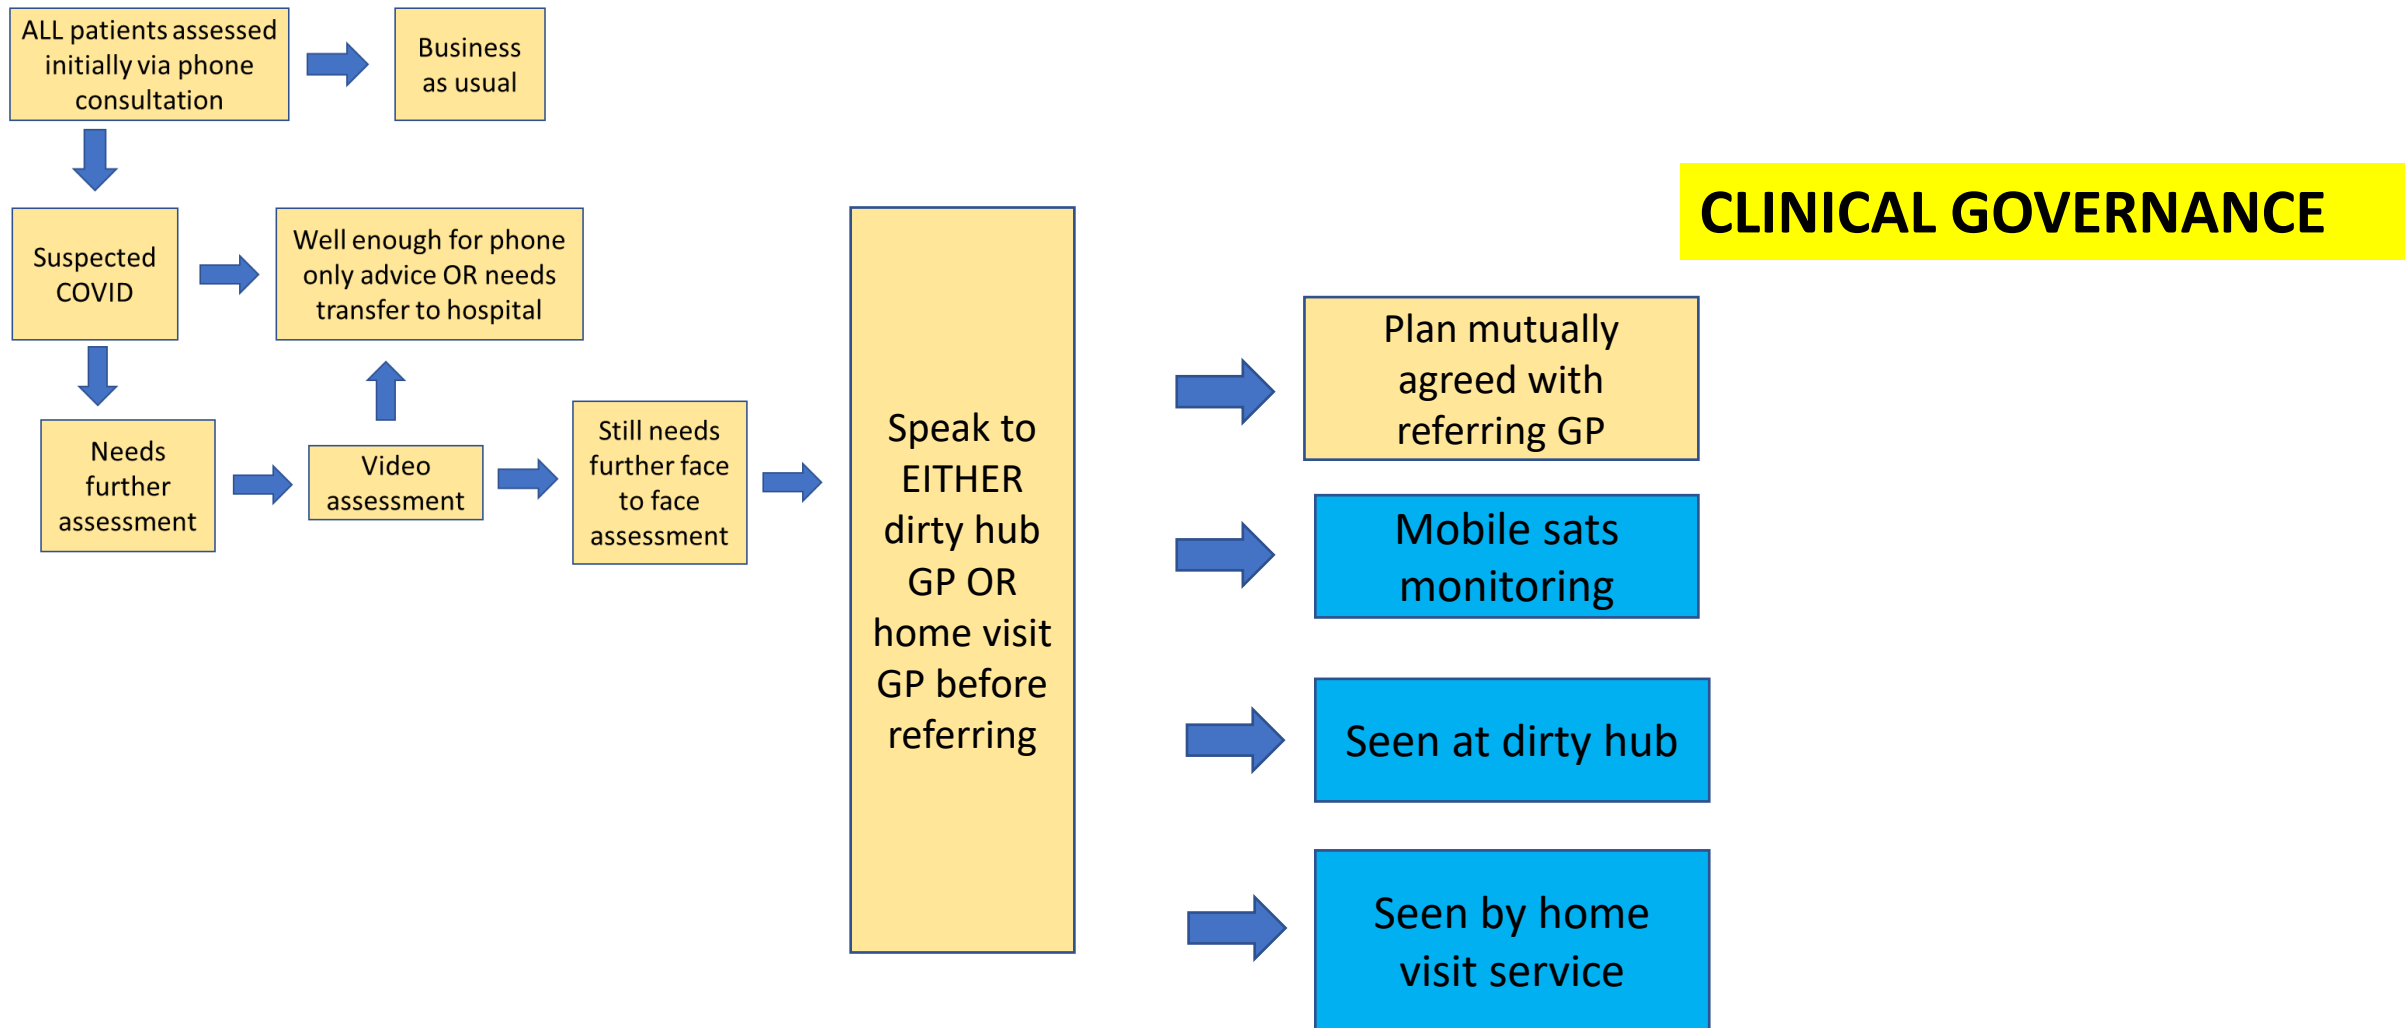 ALL patients assessed
initially via phone
consultation
Business
as usual
CLINICAL GOVERNANCE
Suspected
COVID
Well enough for phone
only advice OR needs
transfer to hospital
Needs
further
assessment
Video
assessment
Still needs
further face
to face
assessment
Speak to
EITHER
dirty hub
GP OR
home visit
GP before
referring
Plan mutually
agreed with
referring GP
Mobile sats
monitoring
Seen at dirty hub
Seen by home
visit service